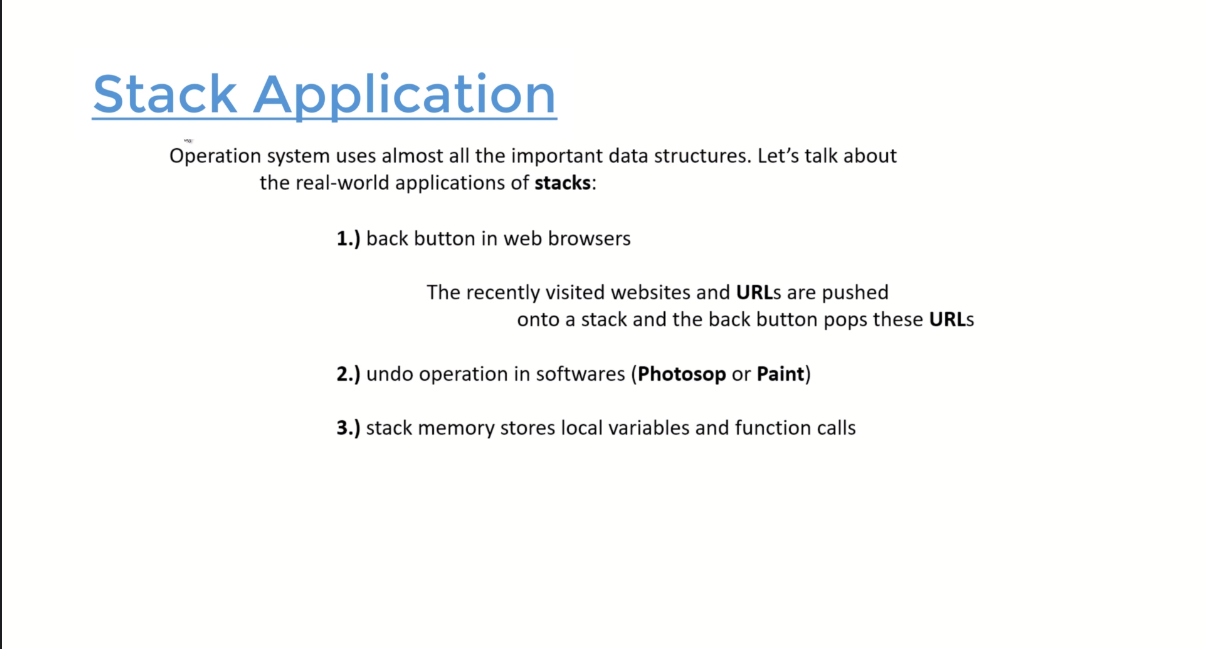 Stack Application
Operation system uses almost all the important data structures. Let’s talk about
the real-world applications of stacks:
1.) back button in web browsers
The recently visited websites and URLs are pushed
onto a stack and the back button pops these URLs
2.) undo operation in softwares (Photosop or Paint)
3.) stack memory stores local variables and function calls